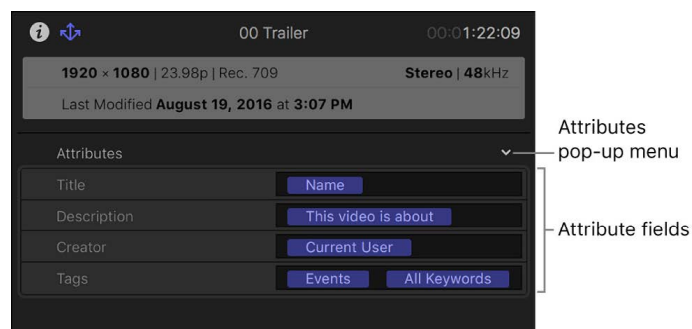 00 Trailer 00:01:22:09
1920 × 1080 | 23.98p | Rec. 709 Stereo | 48kHz
Last Modified August 19, 2016 at 3:07 PM
Attributes
Title Name
Description This video is about
Creator Current User
Tags Events All Keywords
Attributes
pop-up menu
Attribute fields